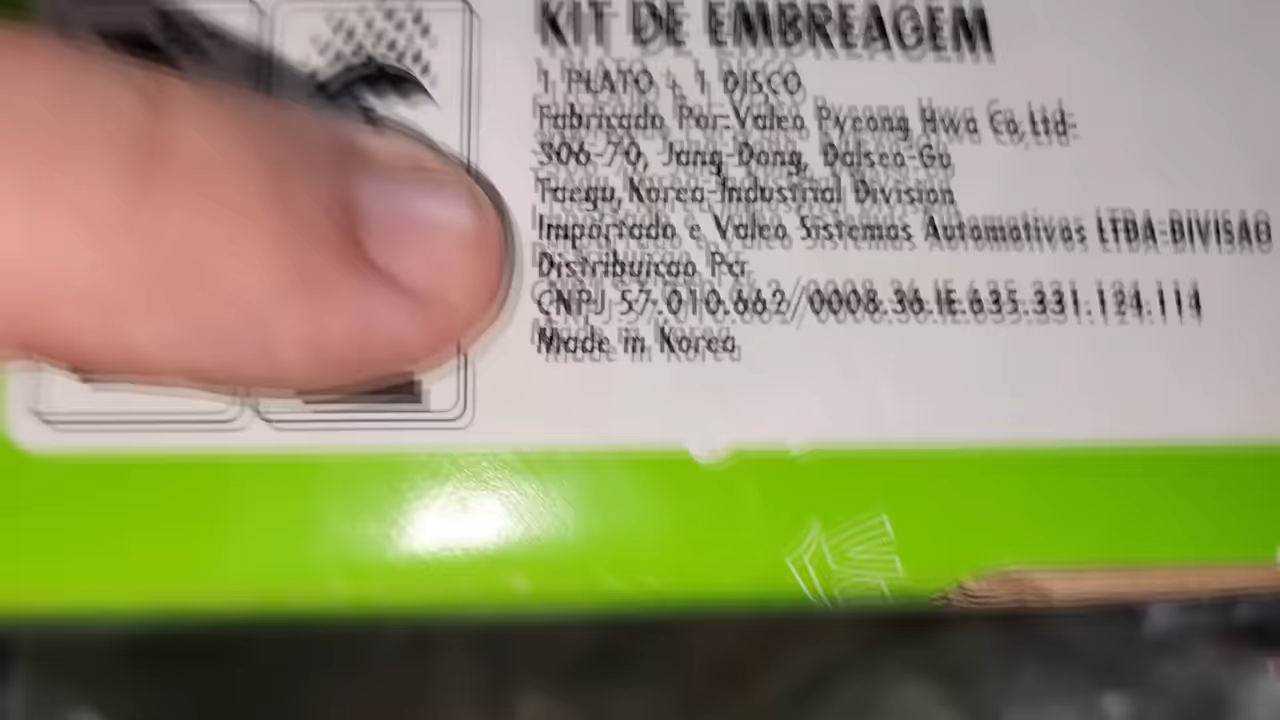 KIT DE EMBREAGEM
1 PLATO + 1 DISCO
Fabricado Por:Valeo Pyeong Hwa Co,Ltd-
306-70, Jang-Dong, Dalseo-Gu
Taegu,Korea-Industrial Division
Importado e Valeo Sistemas Automotivos LTDA-DIVISAO
Distribuicao Por
CNPJ 57.010.662/0008.36.IE.635.331.124.114
Made in Korea